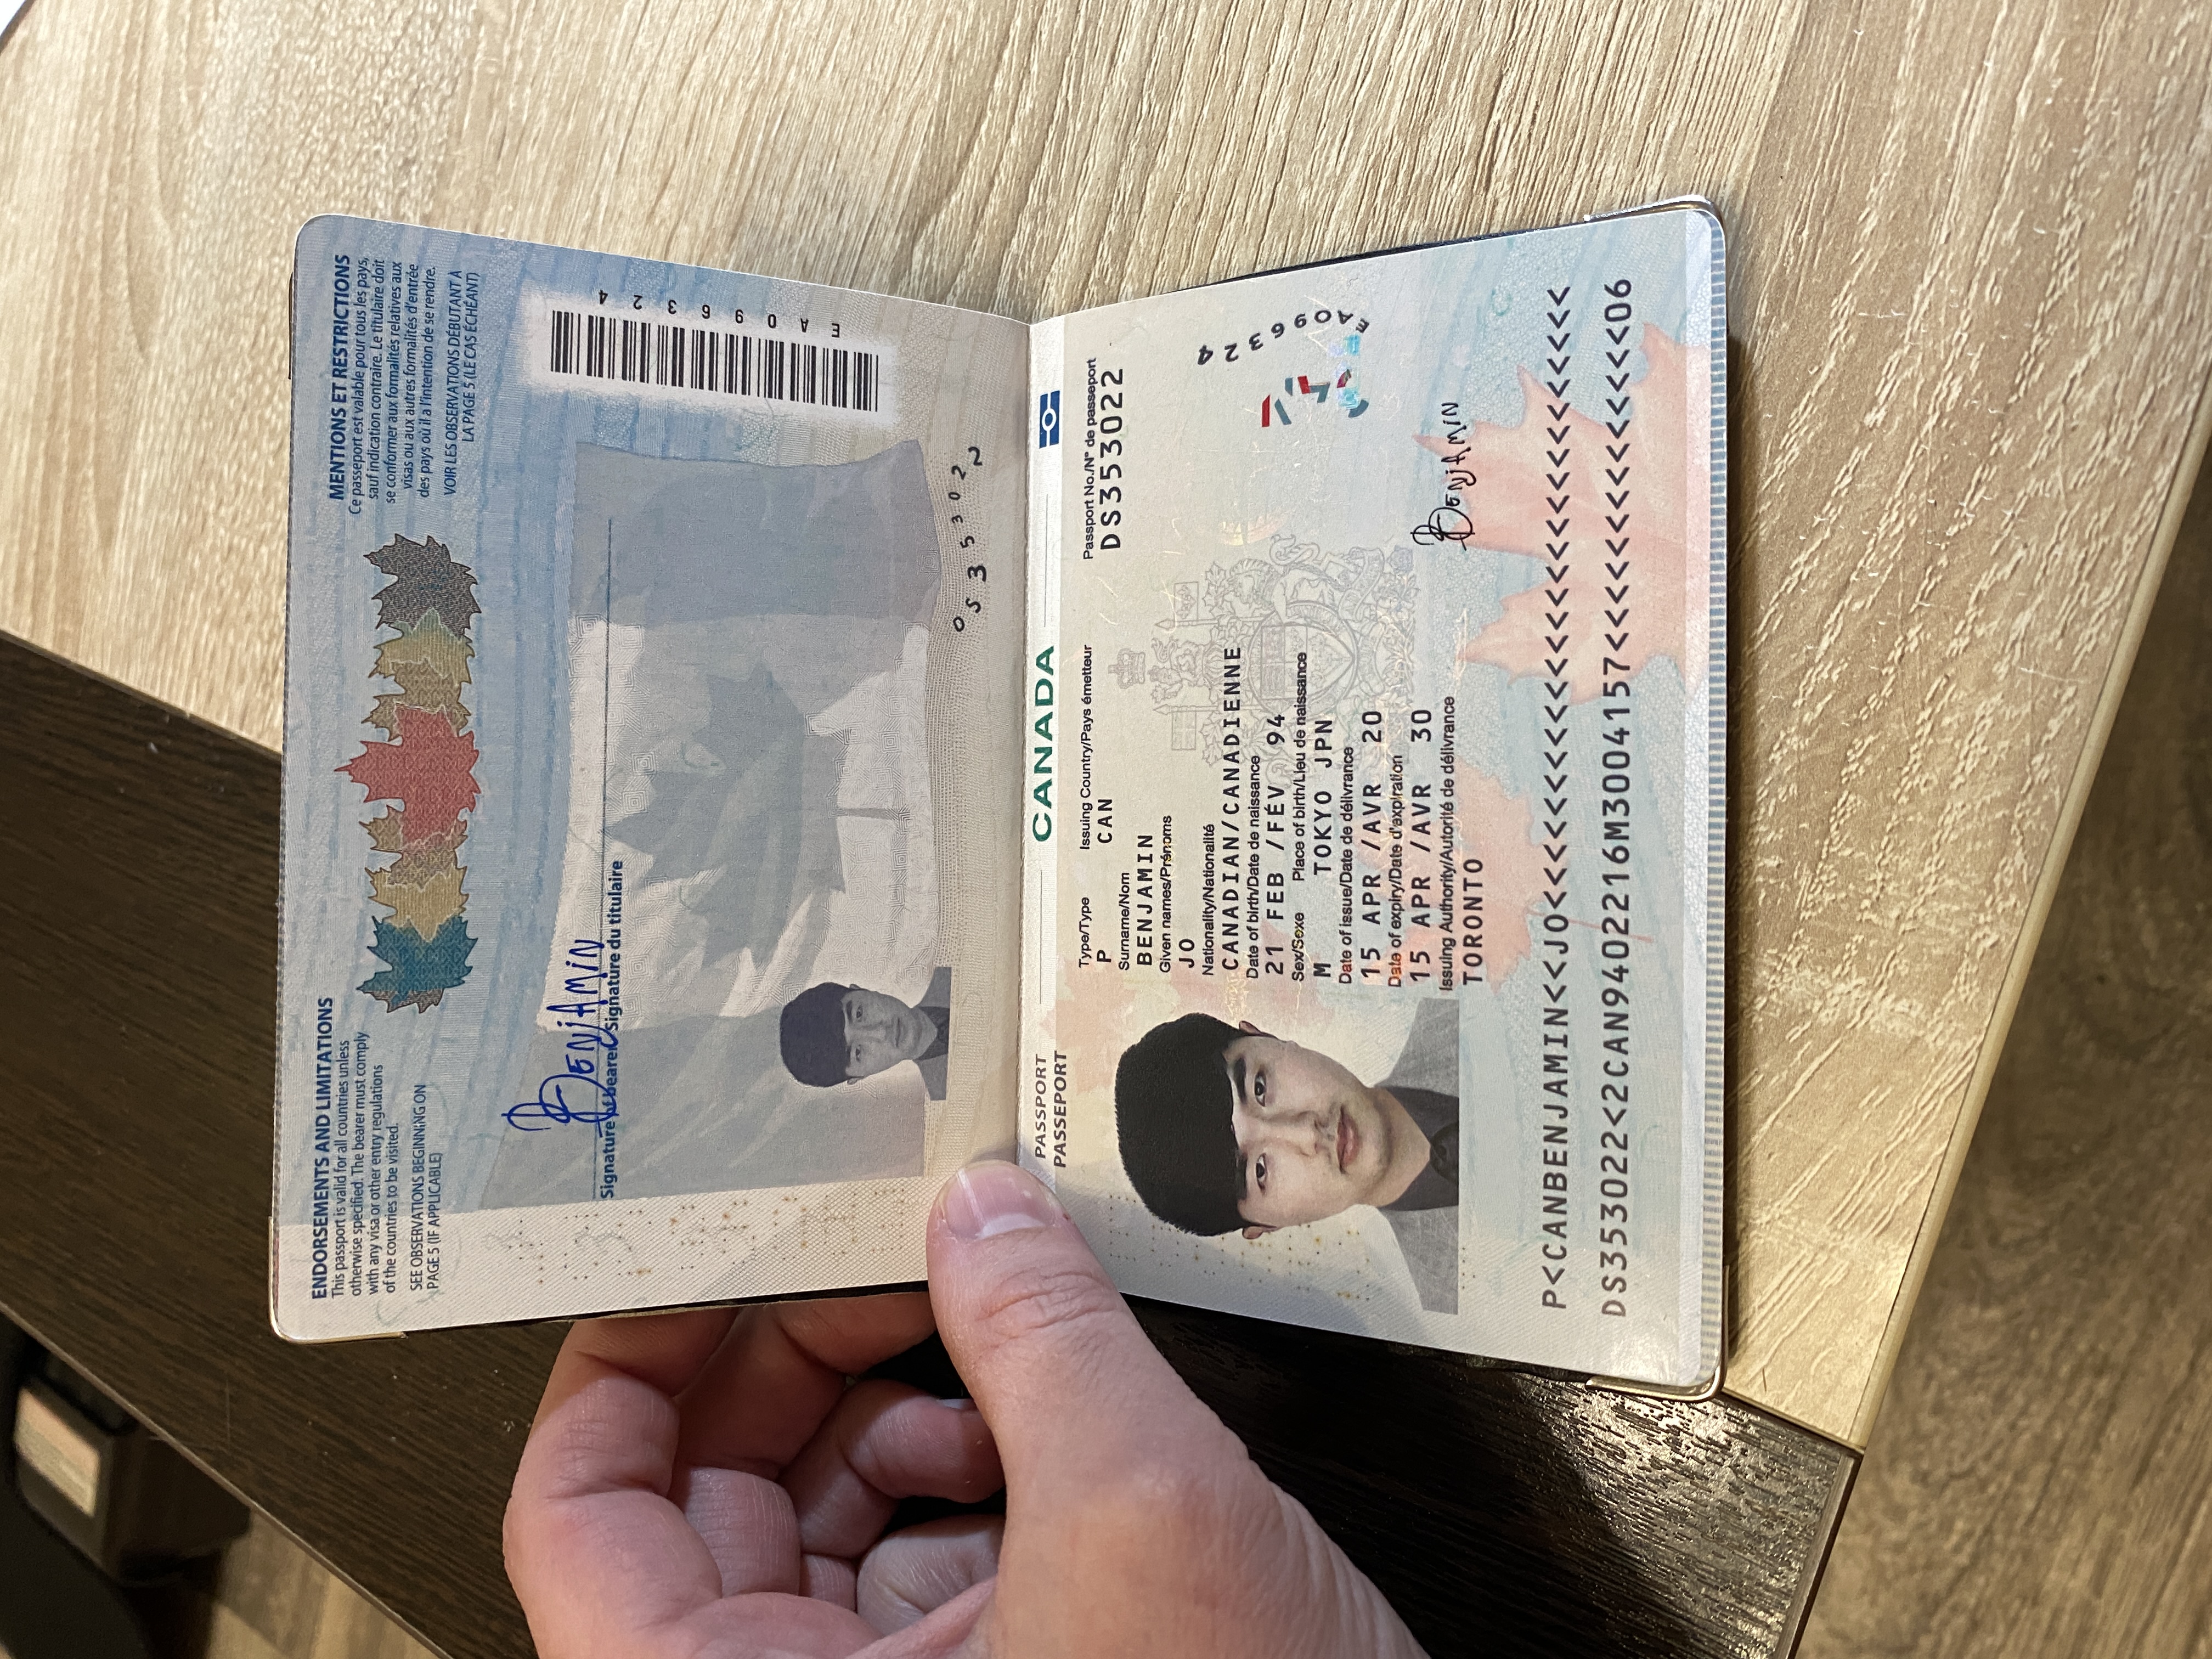 ENDORSEMENTS AND LIMITATIONS
This passport is valid for all countries unless
otherwise specified. The bearer must comply
with any visa or other entry regulations
of the countries to be visited.
SEE OBSERVATIONS BEGINNING ON
PAGE 5 (IF APPLICABLE)
MENTIONS ET RESTRICTIONS
Ce passeport est valable pour tous les pays,
sauf indication contraire. Le titulaire doit
se conformer aux formalités relatives aux
visas ou aux autres formalités d'entrée
des pays où il a l'intention de se rendre.
VOIR LES OBSERVATIONS DÉBUTANT À
LA PAGE 5 (LE CAS ÉCHÉANT)
BENjAMiN
Signature of bearer/Signature du titulaire
EA096324
DS353022
PASSPORT
PASSEPORT
CANADA
Type/Type Issuing Country/Pays émetteur Passport No./N° de passeport
P CAN DS353022
Surname/Nom
BENJAMIN
Given names/Prénoms
JO
Nationality/Nationalité
CANADIAN/CANADIENNE
Date of birth/Date de naissance
21 FEB /FÉV 94
Sex/Sexe Place of birth/Lieu de naissance
M TOKYO JPN
Date of issue/Date de délivrance
15 APR /AVR 20
Date of expiry/Date d'expiration
15 APR /AVR 30
Issuing Authority/Autorité de délivrance
TORONTO
EA096324
BENjAMiN
P<CANBENJAMIN<<JO<<<<<<<<<<<<<<<<<<<<<<<<<<<
DS353022<2CAN9402216M3004157<<<<<<<<<<<<<<06